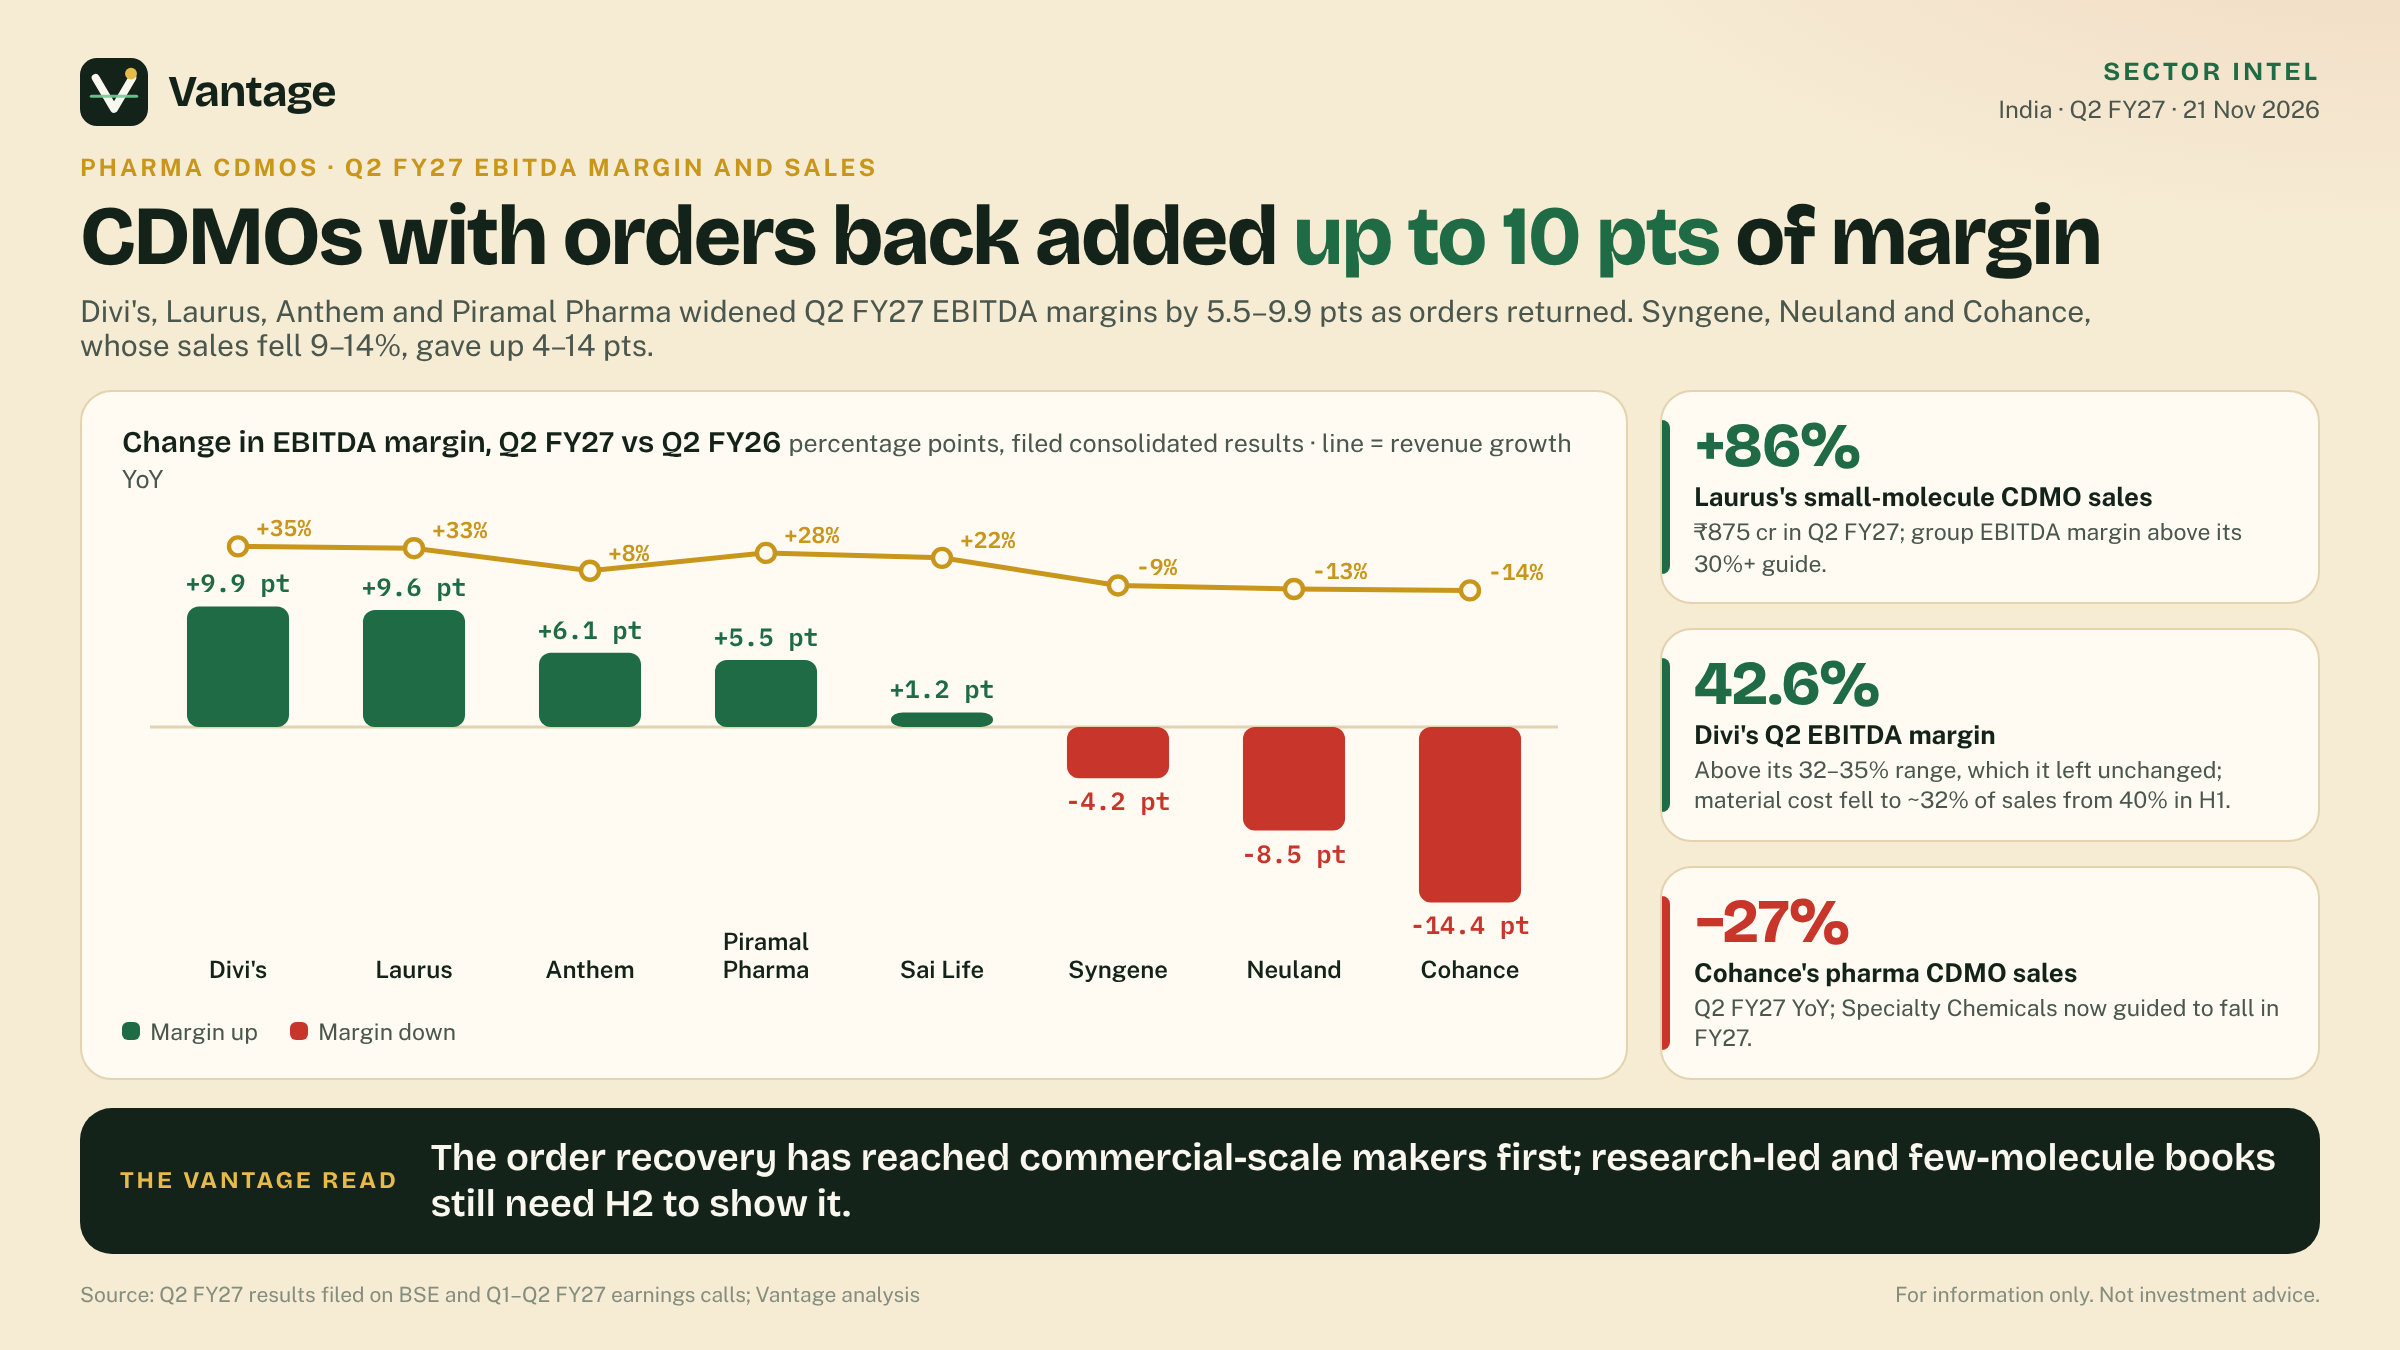 Vantage
SECTOR INTEL
India · Q2 FY27 · 21 Nov 2026
PHARMA CDMOS · Q2 FY27 EBITDA MARGIN AND SALES
CDMOs with orders back added up to 10 pts of margin
Divi's, Laurus, Anthem and Piramal Pharma widened Q2 FY27 EBITDA margins by 5.5–9.9 pts as orders returned. Syngene, Neuland and Cohance,
whose sales fell 9–14%, gave up 4–14 pts.
Change in EBITDA margin, Q2 FY27 vs Q2 FY26 percentage points, filed consolidated results · line = revenue growth
YoY
+35%
+33%
+8%
+28%
+22%
-9%
-13%
-14%
+9.9 pt
+9.6 pt
+6.1 pt
+5.5 pt
+1.2 pt
-4.2 pt
-8.5 pt
-14.4 pt
Divi's
Laurus
Anthem
Piramal
Pharma
Sai Life
Syngene
Neuland
Cohance
Margin up
Margin down
+86%
Laurus's small-molecule CDMO sales
₹875 cr in Q2 FY27; group EBITDA margin above its
30%+ guide.
42.6%
Divi's Q2 EBITDA margin
Above its 32–35% range, which it left unchanged;
material cost fell to ~32% of sales from 40% in H1.
−27%
Cohance's pharma CDMO sales
Q2 FY27 YoY; Specialty Chemicals now guided to fall in
FY27.
THE VANTAGE READ
The order recovery has reached commercial-scale makers first; research-led and few-molecule books
still need H2 to show it.
Source: Q2 FY27 results filed on BSE and Q1–Q2 FY27 earnings calls; Vantage analysis
For information only. Not investment advice.